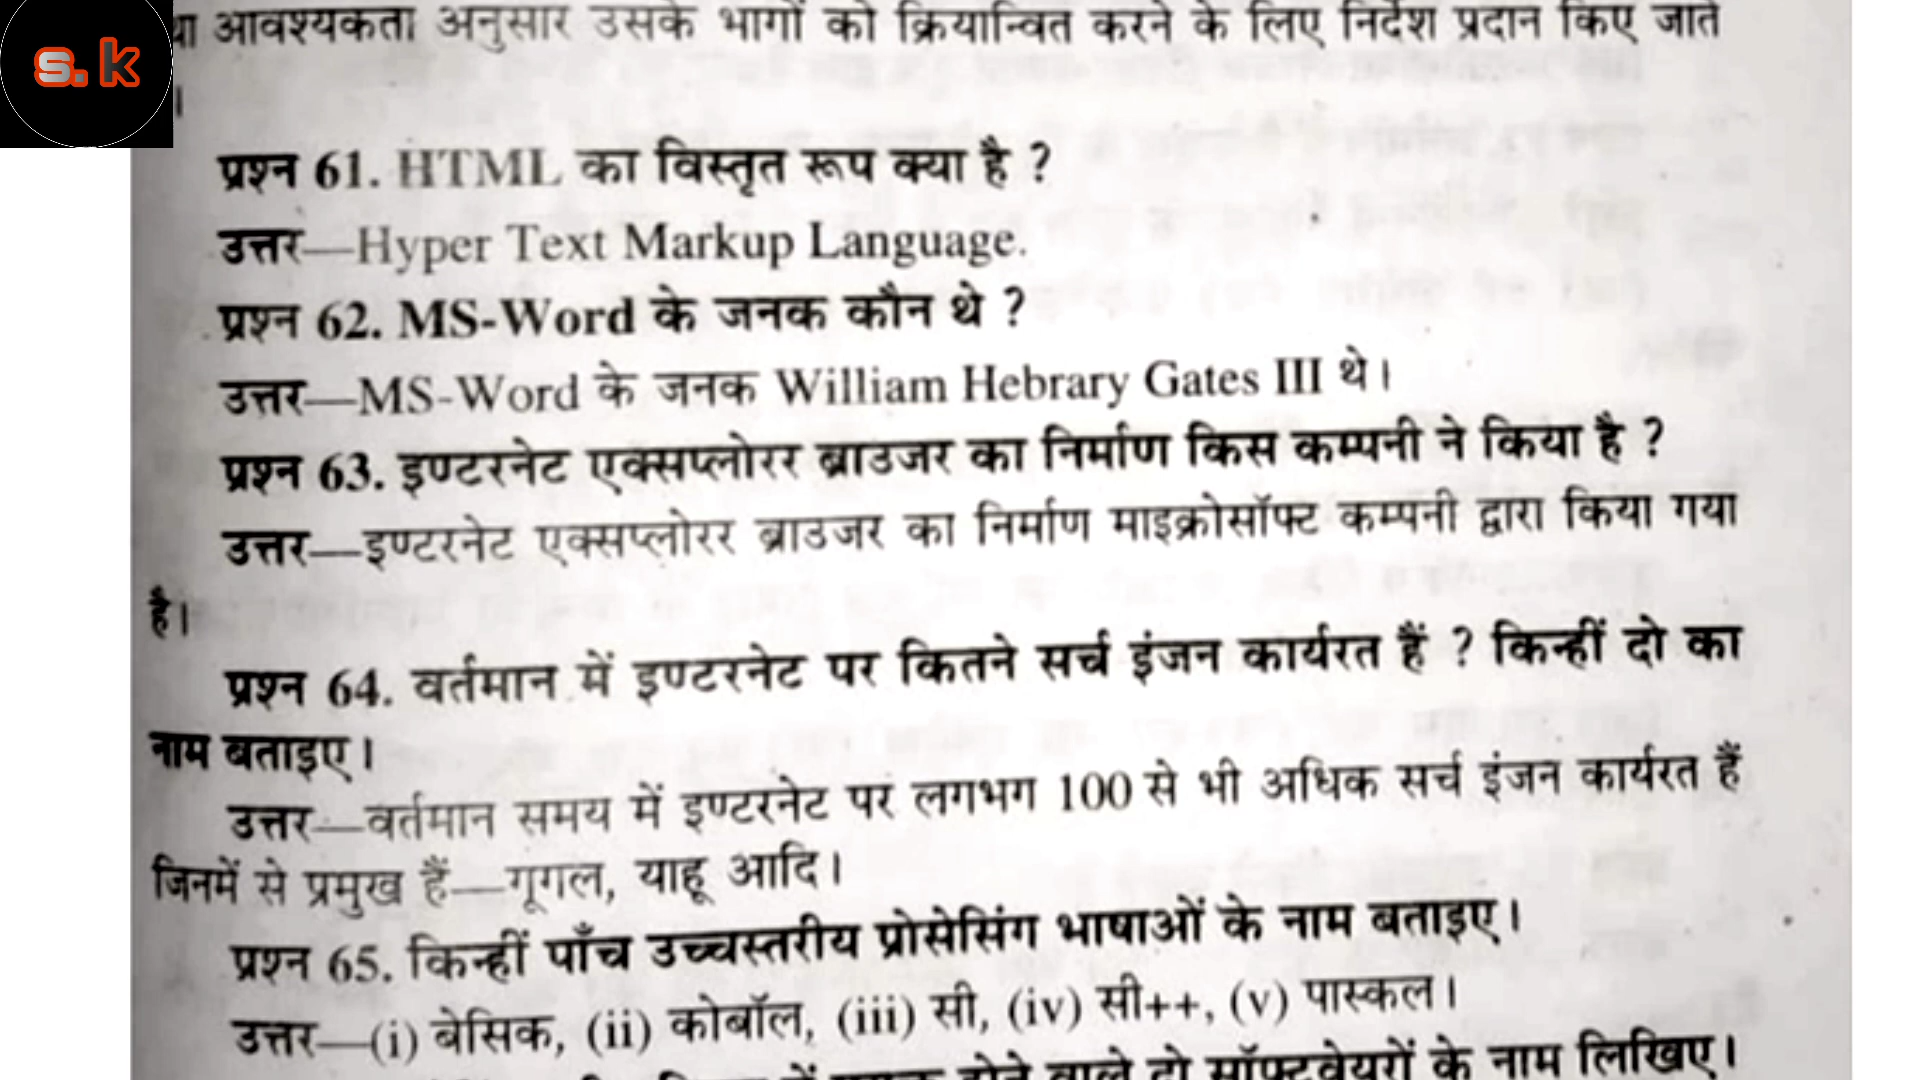 s. k
या आवश्यकता अनुसार उसके भागों को क्रियान्वित करने के लिए निर्देश प्रदान किए जाते
।
प्रश्न 61. HTML का विस्तृत रूप क्या है ?
उत्तर—Hyper Text Markup Language.
प्रश्न 62. MS-Word के जनक कौन थे ?
उत्तर—MS-Word के जनक William Hebrary Gates III थे।
प्रश्न 63. इण्टरनेट एक्सप्लोरर ब्राउजर का निर्माण किस कम्पनी ने किया है ?
उत्तर—इण्टरनेट एक्सप्लोरर ब्राउजर का निर्माण माइक्रोसॉफ्ट कम्पनी द्वारा किया गया
है।
प्रश्न 64. वर्तमान में इण्टरनेट पर कितने सर्च इंजन कार्यरत हैं ? किन्हीं दो का
नाम बताइए।
उत्तर—वर्तमान समय में इण्टरनेट पर लगभग 100 से भी अधिक सर्च इंजन कार्यरत हैं
जिनमें से प्रमुख हैं—गूगल, याहू आदि।
प्रश्न 65. किन्हीं पाँच उच्चस्तरीय प्रोसेसिंग भाषाओं के नाम बताइए।
उत्तर—(i) बेसिक, (ii) कोबॉल, (iii) सी, (iv) सी++, (v) पास्कल।
होने वाले दो सॉफ्टवेयरों के नाम लिखिए।